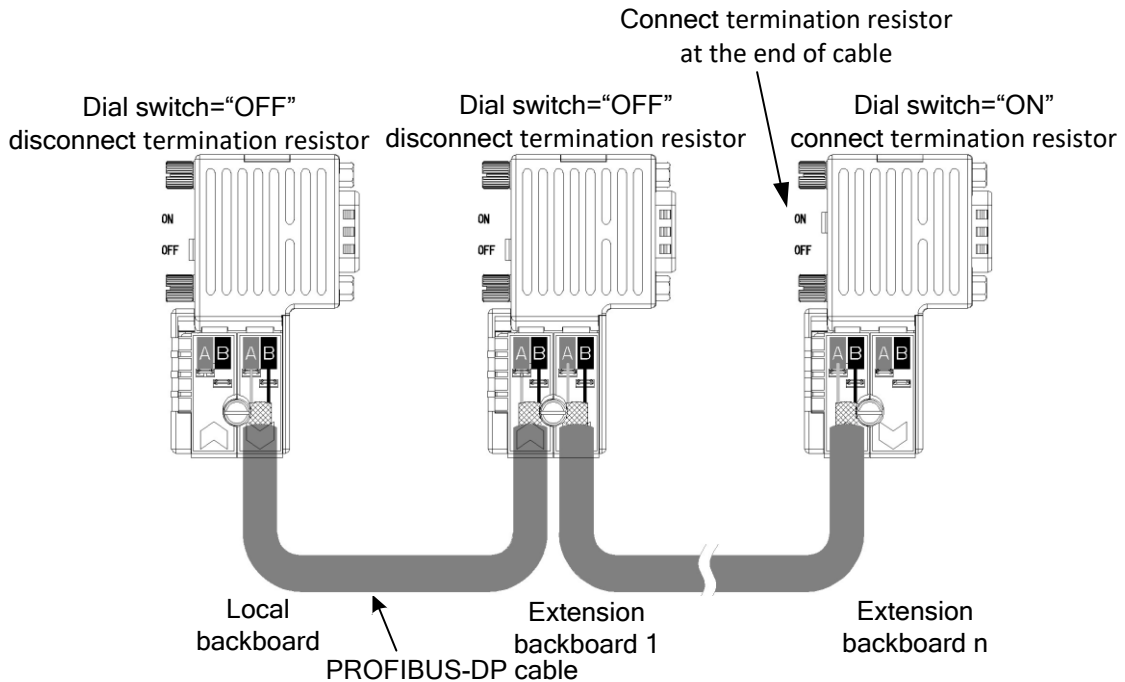 Connect termination resistor
at the end of cable
Dial switch=“OFF”
disconnect termination resistor
Dial switch=“OFF”
disconnect termination resistor
Dial switch=“ON”
connect termination resistor
ON
OFF
ON
OFF
ON
OFF
A B A B
A B A B
A B A B
Local
backboard
Extension
backboard 1
Extension
backboard n
PROFIBUS-DP cable